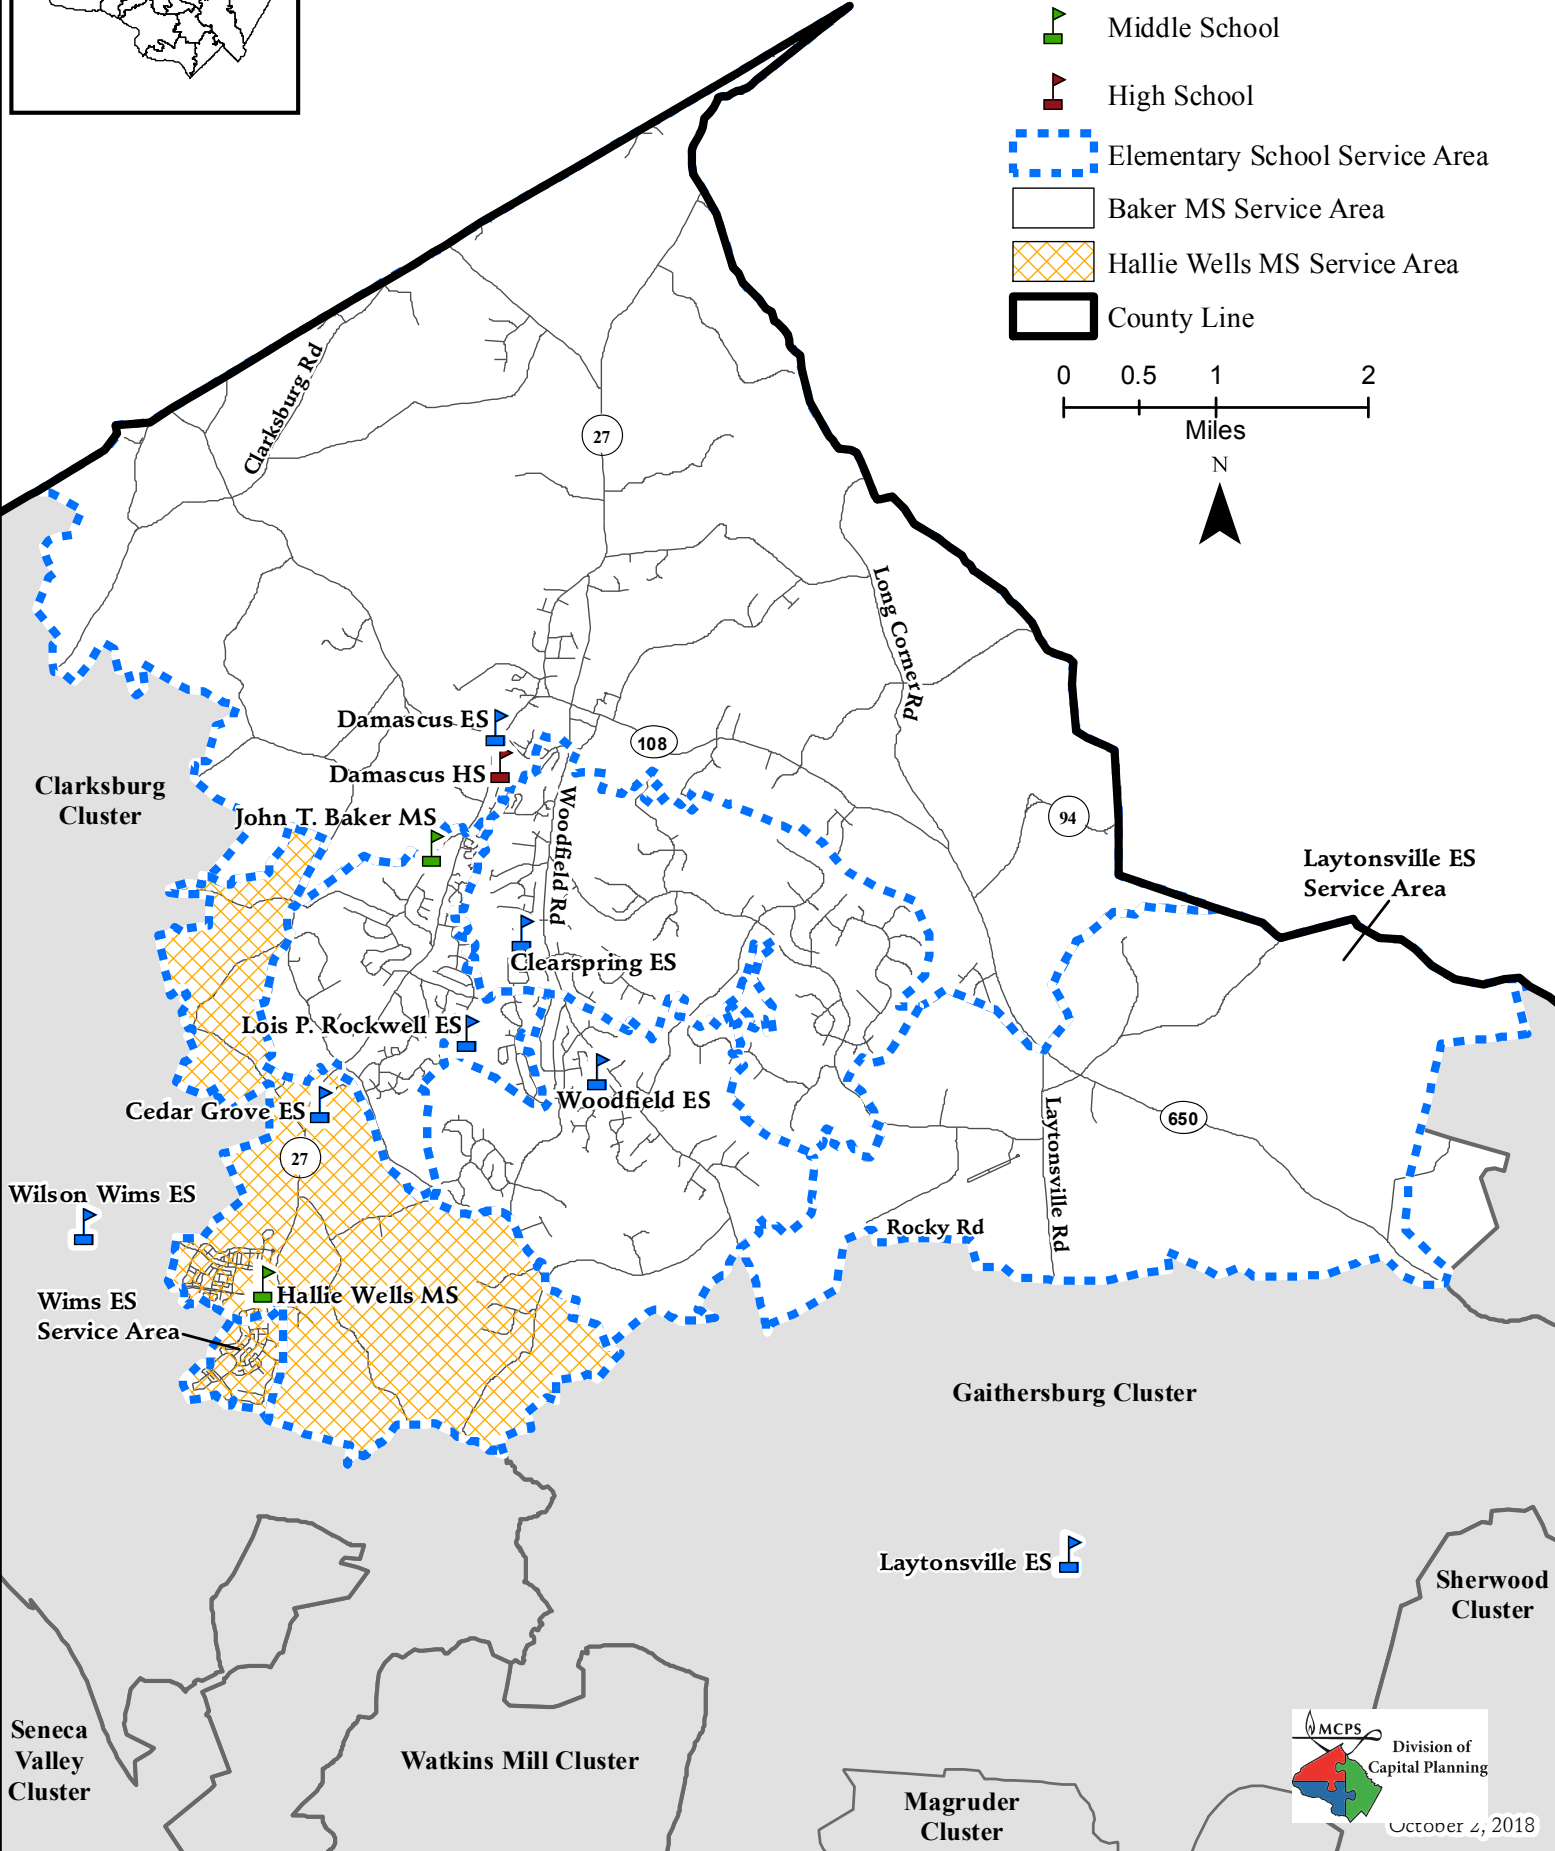 Middle School
High School
Elementary School Service Area
Baker MS Service Area
Hallie Wells MS Service Area
County Line
0 0.5 1 2
Miles
N
Clarksburg Rd
27
Long Corner Rd
Damascus ES
108
Damascus HS
Clarksburg
Cluster
John T. Baker MS
Woodfield Rd
94
Laytonsville ES
Service Area
Clearspring ES
Lois P. Rockwell ES
Woodfield ES
Cedar Grove ES
650
Laytonsville Rd
27
Wilson Wims ES
Rocky Rd
Hallie Wells MS
Wims ES
Service Area
Gaithersburg Cluster
Laytonsville ES
Sherwood
Cluster
Seneca
Valley
Cluster
Watkins Mill Cluster
Magruder
Cluster
MCPS
Division of
Capital Planning
October 2, 2018